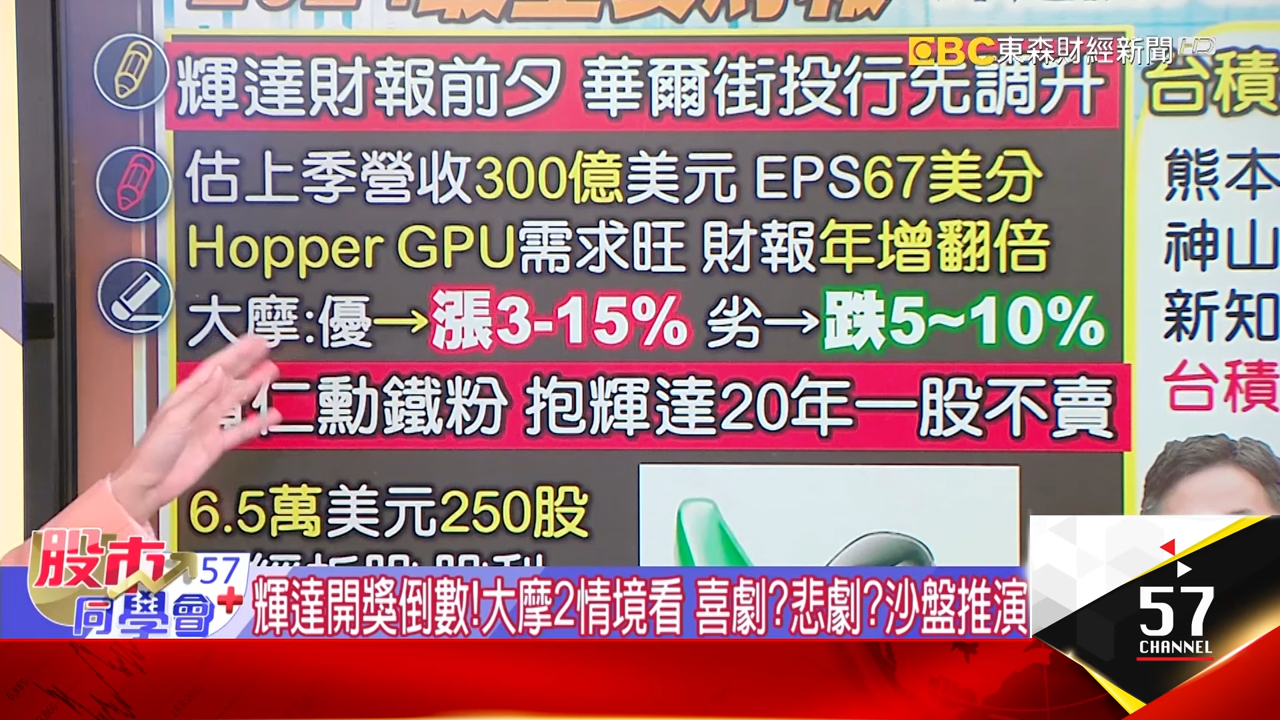 EBC 東森財經新聞 HD
輝達財報前夕 華爾街投行先調升
估上季營收300億美元 EPS67美分
Hopper GPU需求旺 財報年增翻倍
大摩:優→漲3-15% 劣→跌5~10%
仁勳鐵粉 抱輝達20年一股不賣
6.5萬美元250股
台積
熊本
神山
新知
台積
股市 57
同學會+
輝達開獎倒數!大摩2情境看 喜劇?悲劇?沙盤推演
57
CHANNEL